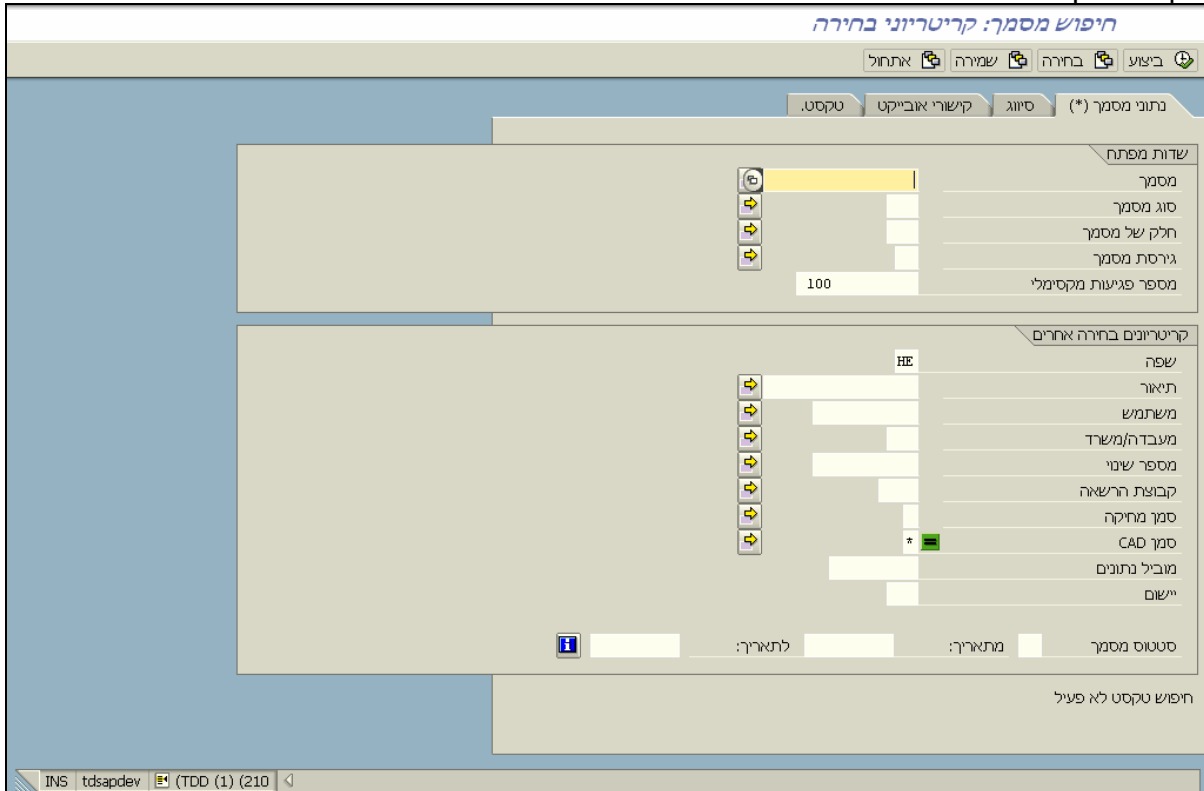 חיפוש מסמך: קריטריוני בחירה
ביצוע בחירה שמירה אתחול
נתוני מסמך (*) סיווג קישורי אובייקט טקסט.
שדות מפתח
מסמך
סוג מסמך
חלק של מסמך
גירסת מסמך
מספר פגיעות מקסימלי 100
קריטריונים בחירה אחרים
שפה HE
תיאור
משתמש
מעבדה/משרד
מספר שינוי
קבוצת הרשאה
סמן מחיקה
סמן CAD = *
מוביל נתונים
יישום
סטטוס מסמך מתאריך: לתאריך:
חיפוש טקסט לא פעיל
INS tdsapdev (TDD (1) (210